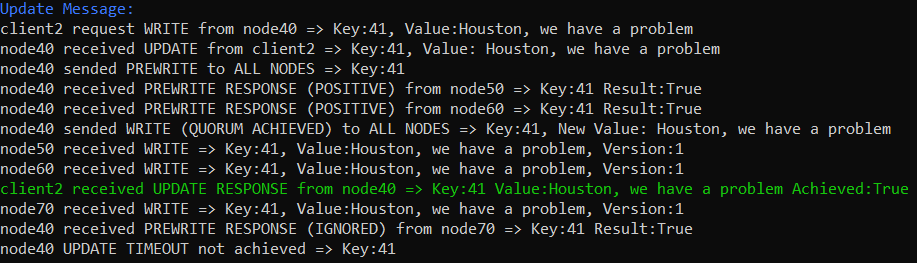 Update Message:
client2 request WRITE from node40 => Key:41, Value:Houston, we have a problem
node40 received UPDATE from client2 => Key:41, Value: Houston, we have a problem
node40 sended PREWRITE to ALL NODES => Key:41
node40 received PREWRITE RESPONSE (POSITIVE) from node50 => Key:41 Result:True
node40 received PREWRITE RESPONSE (POSITIVE) from node60 => Key:41 Result:True
node40 sended WRITE (QUORUM ACHIEVED) to ALL NODES => Key:41, New Value: Houston, we have a problem
node50 received WRITE => Key:41, Value:Houston, we have a problem, Version:1
node60 received WRITE => Key:41, Value:Houston, we have a problem, Version:1
client2 received UPDATE RESPONSE from node40 => Key:41 Value:Houston, we have a problem Achieved:True
node70 received WRITE => Key:41, Value:Houston, we have a problem, Version:1
node40 received PREWRITE RESPONSE (IGNORED) from node70 => Key:41 Result:True
node40 UPDATE TIMEOUT not achieved => Key:41